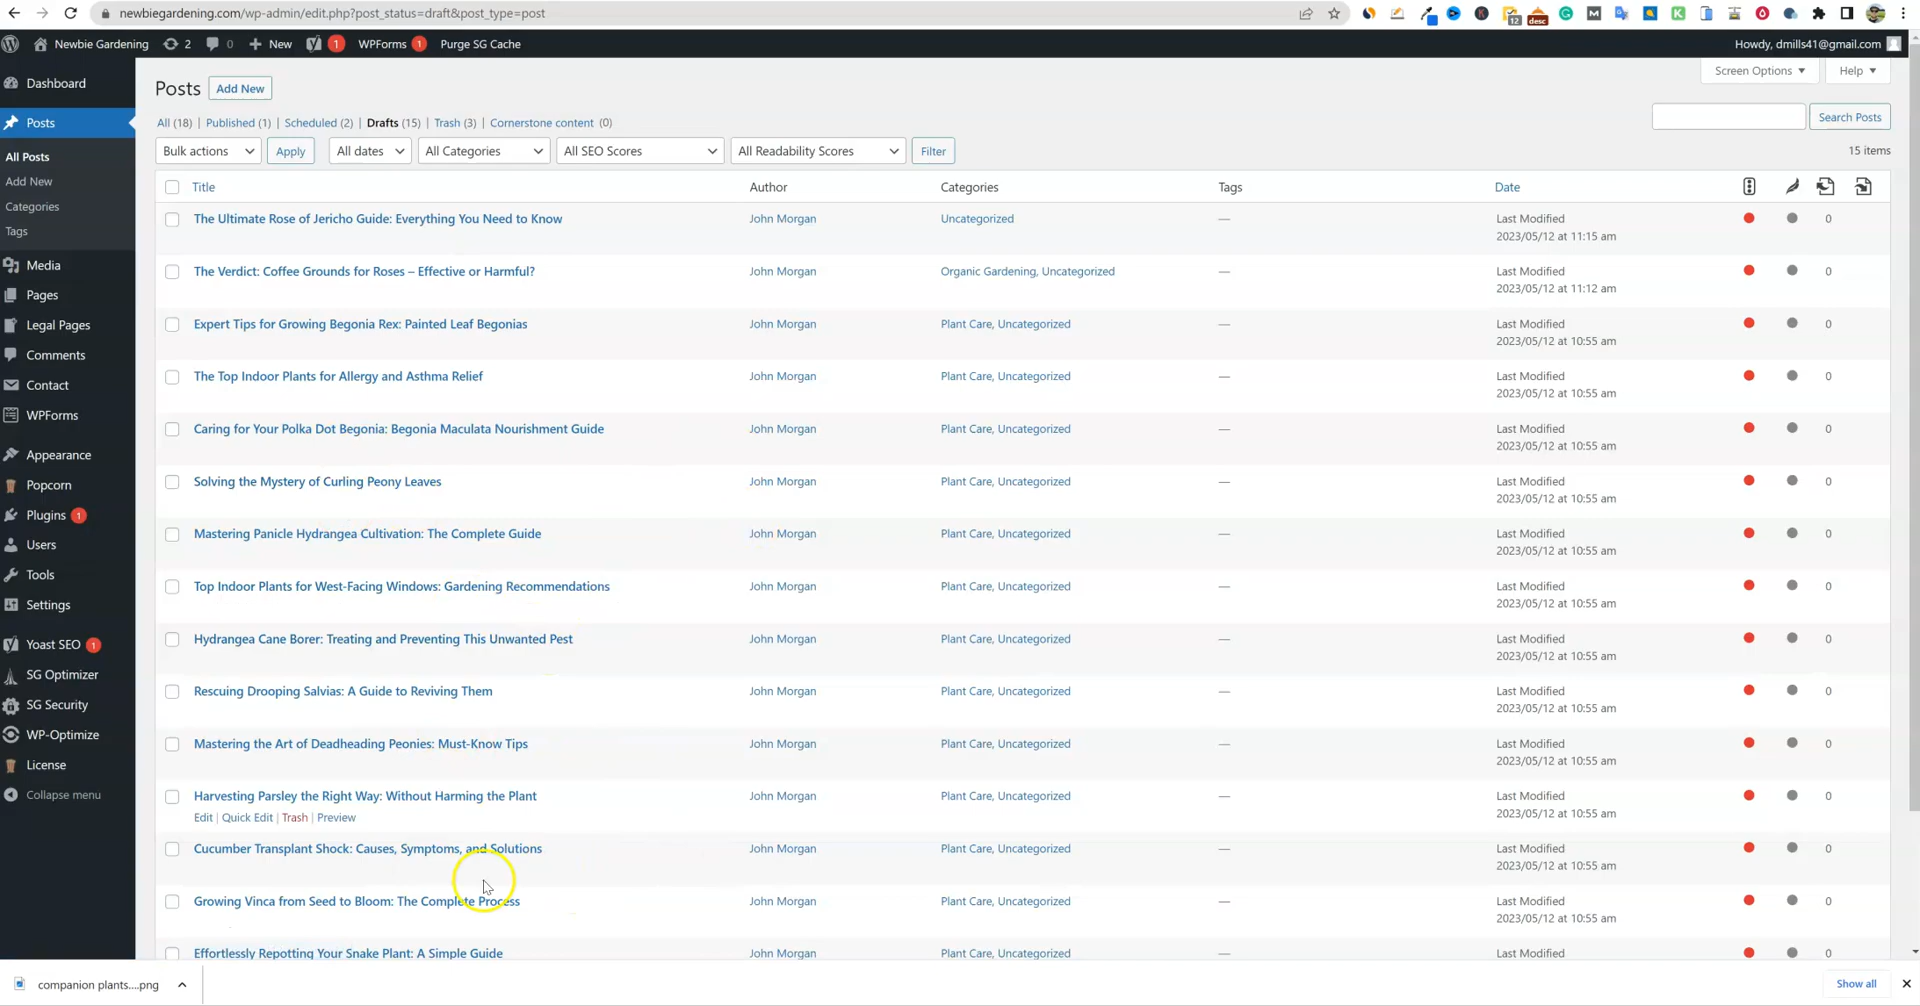 newbiegardening.com/wp-admin/edit.php?post_status=draft&post_type=post
12
desc
Newbie Gardening 2 0 New 1 WPForms 1 Purge SG Cache Howdy, dmills41@gmail.com
Screen Options Help
Dashboard
Posts
All Posts
Add New
Categories
Tags
Media
Pages
Legal Pages
Comments
Contact
WPForms
Appearance
Popcorn
Plugins 1
Users
Tools
Settings
Yoast SEO 1
SG Optimizer
SG Security
WP-Optimize
License
Collapse menu
Posts Add New
All (18) | Published (1) | Scheduled (2) | Drafts (15) | Trash (3) | Cornerstone content (0)
Search Posts
Bulk actions Apply All dates All Categories All SEO Scores All Readability Scores Filter 15 items
Title Author Categories Tags Date
The Ultimate Rose of Jericho Guide: Everything You Need to Know John Morgan Uncategorized — Last Modified 0
2023/05/12 at 11:15 am
The Verdict: Coffee Grounds for Roses – Effective or Harmful? John Morgan Organic Gardening, Uncategorized — Last Modified 0
2023/05/12 at 11:12 am
Expert Tips for Growing Begonia Rex: Painted Leaf Begonias John Morgan Plant Care, Uncategorized — Last Modified 0
2023/05/12 at 10:55 am
The Top Indoor Plants for Allergy and Asthma Relief John Morgan Plant Care, Uncategorized — Last Modified 0
2023/05/12 at 10:55 am
Caring for Your Polka Dot Begonia: Begonia Maculata Nourishment Guide John Morgan Plant Care, Uncategorized — Last Modified 0
2023/05/12 at 10:55 am
Solving the Mystery of Curling Peony Leaves John Morgan Plant Care, Uncategorized — Last Modified 0
2023/05/12 at 10:55 am
Mastering Panicle Hydrangea Cultivation: The Complete Guide John Morgan Plant Care, Uncategorized — Last Modified 0
2023/05/12 at 10:55 am
Top Indoor Plants for West-Facing Windows: Gardening Recommendations John Morgan Plant Care, Uncategorized — Last Modified 0
2023/05/12 at 10:55 am
Hydrangea Cane Borer: Treating and Preventing This Unwanted Pest John Morgan Plant Care, Uncategorized — Last Modified 0
2023/05/12 at 10:55 am
Rescuing Drooping Salvias: A Guide to Reviving Them John Morgan Plant Care, Uncategorized — Last Modified 0
2023/05/12 at 10:55 am
Mastering the Art of Deadheading Peonies: Must-Know Tips John Morgan Plant Care, Uncategorized — Last Modified 0
2023/05/12 at 10:55 am
Harvesting Parsley the Right Way: Without Harming the Plant John Morgan Plant Care, Uncategorized — Last Modified 0
Edit | Quick Edit | Trash | Preview 2023/05/12 at 10:55 am
Cucumber Transplant Shock: Causes, Symptoms, and Solutions John Morgan Plant Care, Uncategorized — Last Modified 0
2023/05/12 at 10:55 am
Growing Vinca from Seed to Bloom: The Complete Process John Morgan Plant Care, Uncategorized — Last Modified 0
2023/05/12 at 10:55 am
Effortlessly Repotting Your Snake Plant: A Simple Guide John Morgan Plant Care, Uncategorized — Last Modified 0
companion plants....png Show all